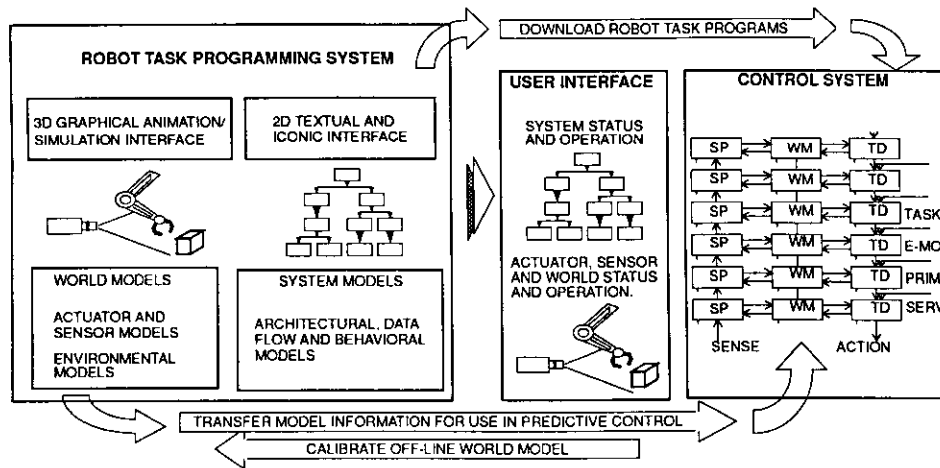 DOWNLOAD ROBOT TASK PROGRAMS
ROBOT TASK PROGRAMMING SYSTEM
3D GRAPHICAL ANIMATION/
SIMULATION INTERFACE
2D TEXTUAL AND
ICONIC INTERFACE
WORLD MODELS
ACTUATOR AND
SENSOR MODELS
ENVIRONMENTAL
MODELS
SYSTEM MODELS
ARCHITECTURAL, DATA
FLOW AND BEHAVIORAL
MODELS
USER INTERFACE
SYSTEM STATUS
AND OPERATION
ACTUATOR, SENSOR
AND WORLD STATUS
AND OPERATION.
CONTROL SYSTEM
SP WM TD
SP WM TD
SP WM TD TASK
SP WM TD E-MO
SP WM TD PRIM
SP WM TD SERV
SENSE ACTION
TRANSFER MODEL INFORMATION FOR USE IN PREDICTIVE CONTROL
CALIBRATE OFF-LINE WORLD MODEL